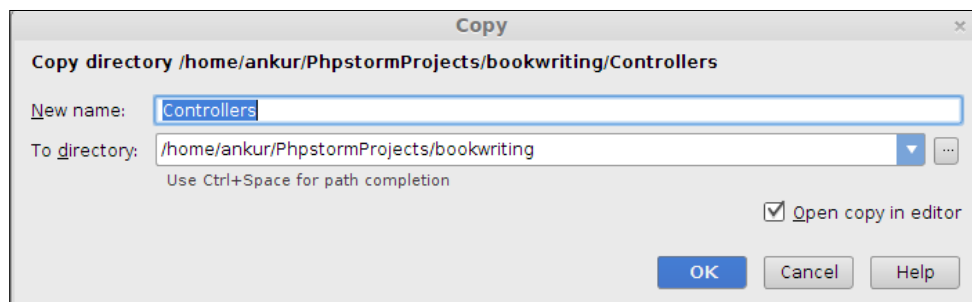 Copy
Copy directory /home/ankur/PhpstormProjects/bookwriting/Controllers
New name: Controllers
To directory: /home/ankur/PhpstormProjects/bookwriting ...
Use Ctrl+Space for path completion
Open copy in editor
OK Cancel Help